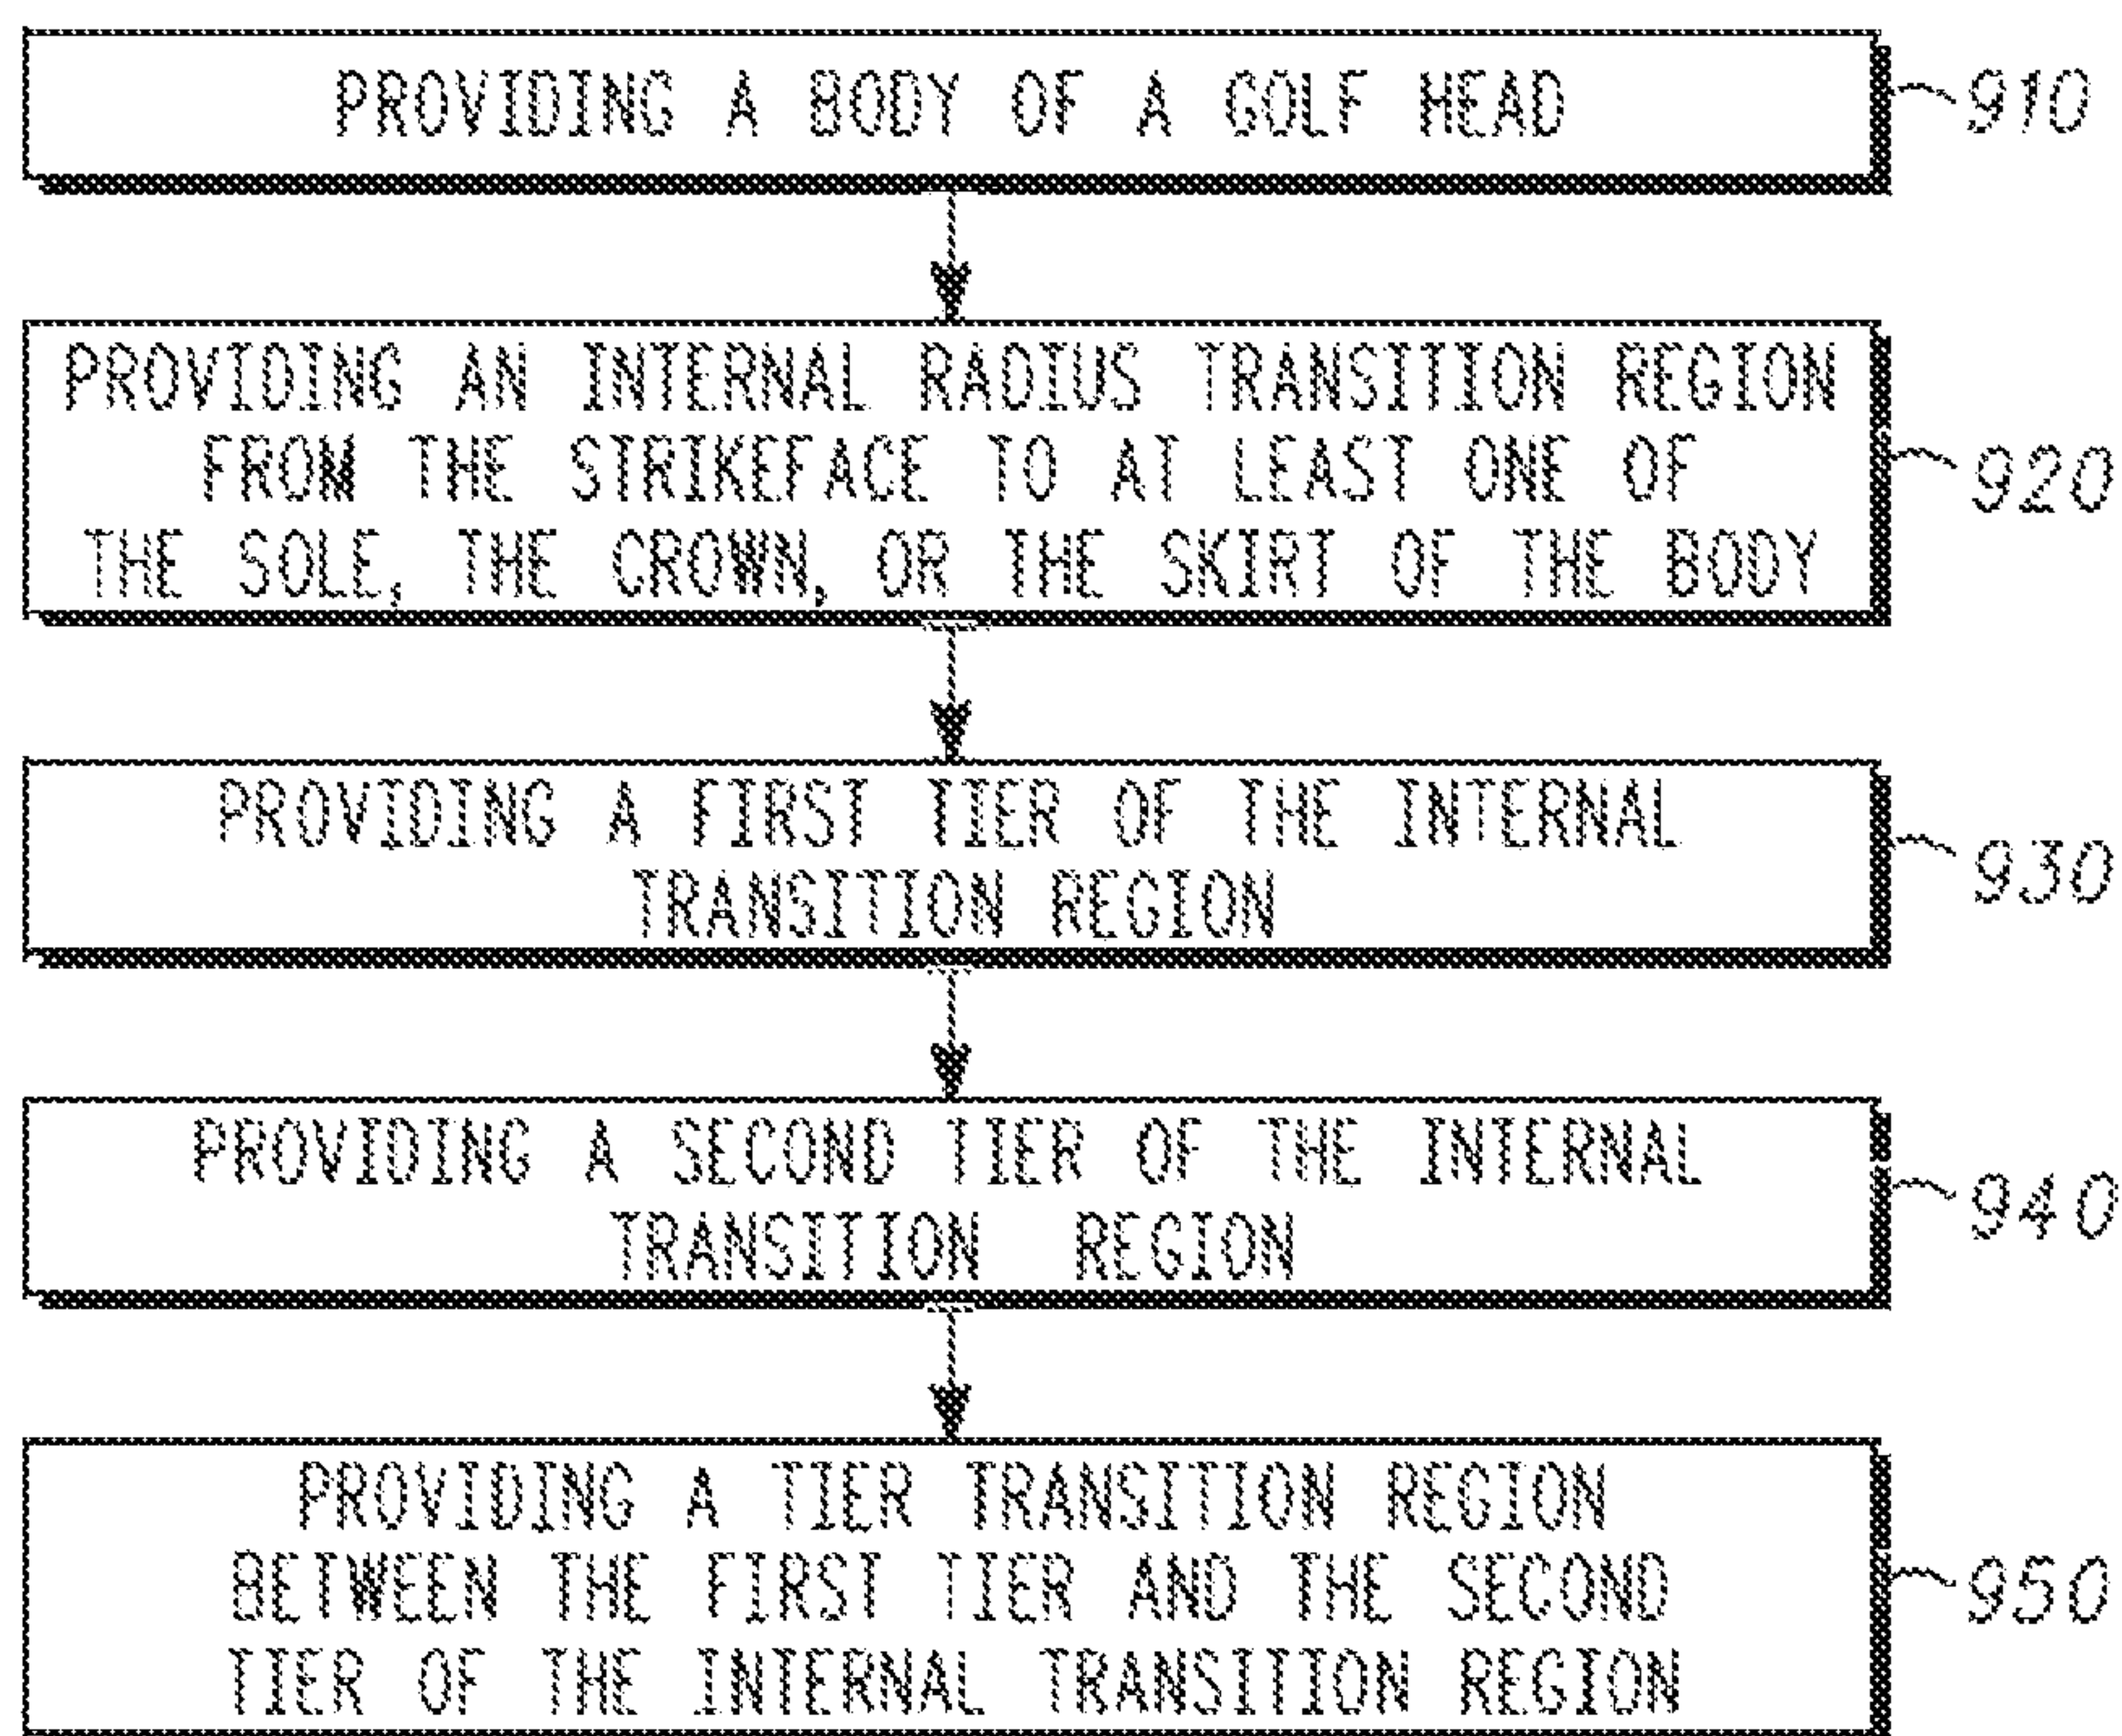 PROVIDING A BODY OF A GOLF HEAD
910
PROVIDING AN INTERNAL RADIUS TRANSITION REGION
FROM THE STRIKEFACE TO AT LEAST ONE OF
THE SOLE, THE CROWN, OR THE SKIRT OF THE BODY
920
PROVIDING A FIRST TIER OF THE INTERNAL
TRANSITION REGION
930
PROVIDING A SECOND TIER OF THE INTERNAL
TRANSITION REGION
940
PROVIDING A TIER TRANSITION REGION
BETWEEN THE FIRST TIER AND THE SECOND
TIER OF THE INTERNAL TRANSITION REGION
950